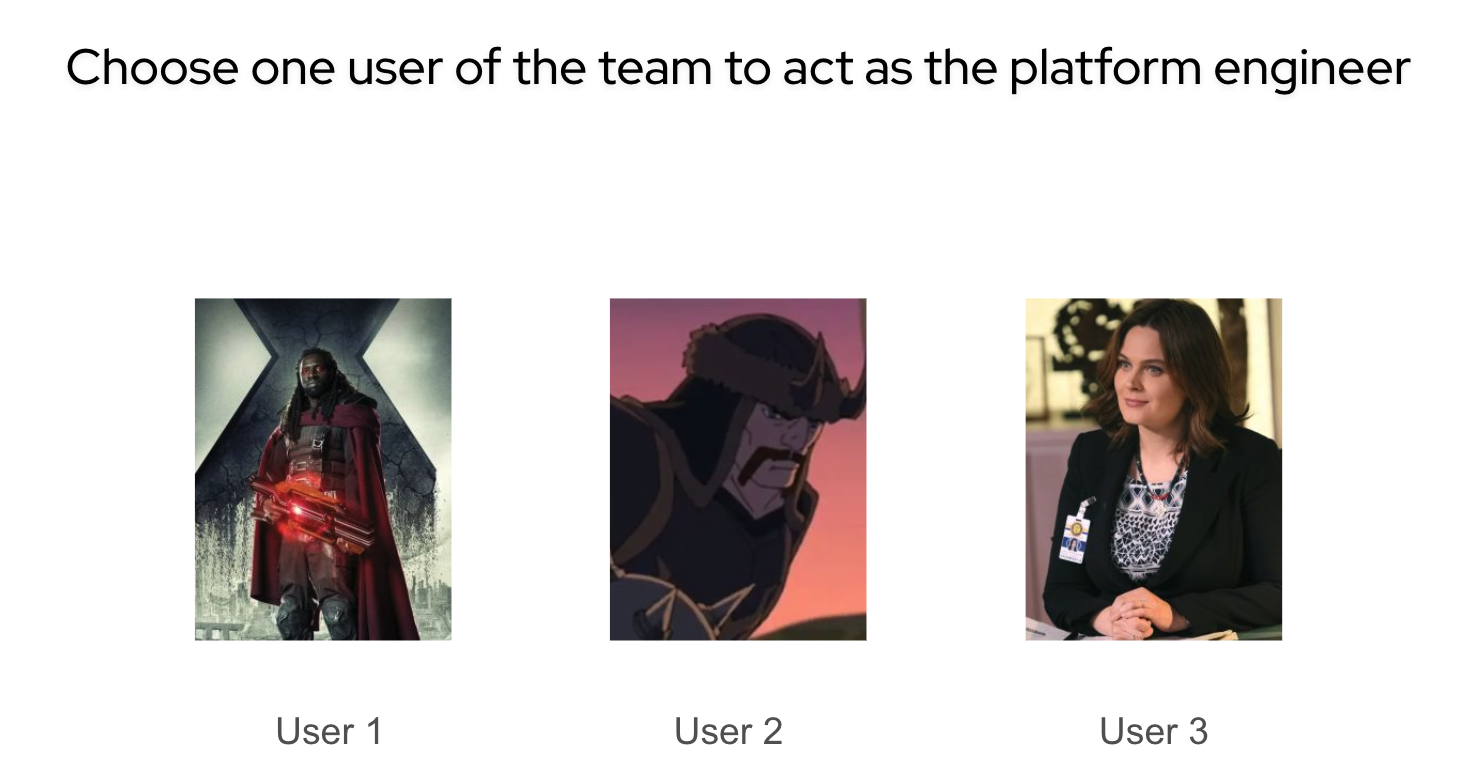 Choose one user of the team to act as the platform engineer
User 1
User 2
User 3